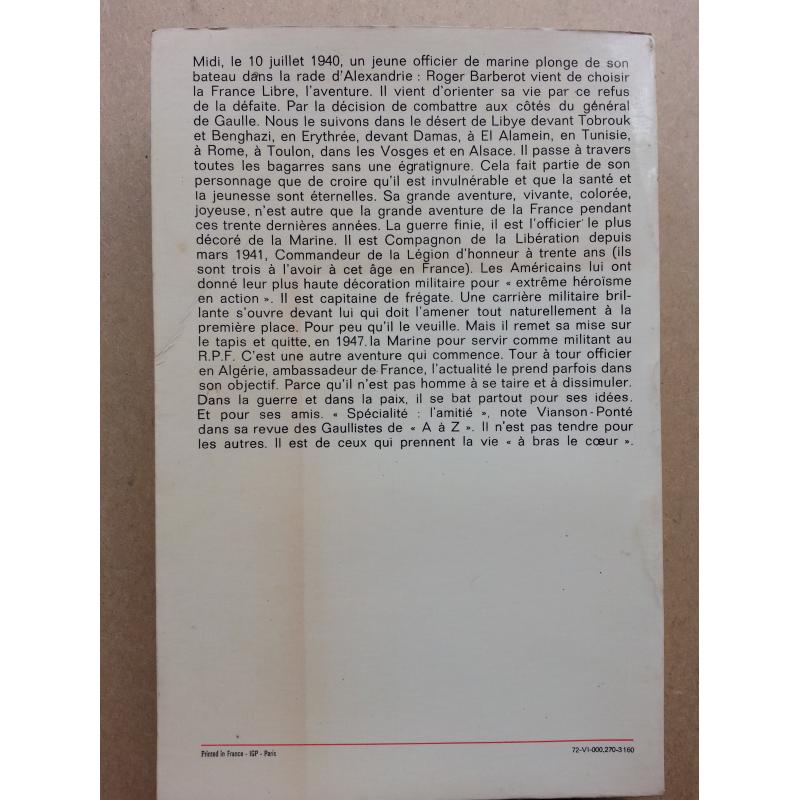 Midi, le 10 juillet 1940, un jeune officier de marine plonge de son
bateau dans la rade d'Alexandrie : Roger Barberot vient de choisir
la France Libre, l'aventure. Il vient d'orienter sa vie par ce refus
de la défaite. Par la décision de combattre aux côtés du général
de Gaulle. Nous le suivons dans le désert de Libye devant Tobrouk
et Benghazi, en Erythrée, devant Damas, à El Alamein, en Tunisie,
à Rome, à Toulon, dans les Vosges et en Alsace. Il passe à travers
toutes les bagarres sans une égratignure. Cela fait partie de son
personnage que de croire qu'il est invulnérable et que la santé et
la jeunesse sont éternelles. Sa grande aventure, vivante, colorée,
joyeuse, n'est autre que la grande aventure de la France pendant
ces trente dernières années. La guerre finie, il est l'officier le plus
décoré de la Marine. Il est Compagnon de la Libération depuis
mars 1941, Commandeur de la Légion d'honneur à trente ans (ils
sont trois à l'avoir à cet âge en France). Les Américains lui ont
donné leur plus haute décoration militaire pour « extrême héroïsme
en action ». Il est capitaine de frégate. Une carrière militaire bril-
lante s'ouvre devant lui qui doit l'amener tout naturellement à la
première place. Pour peu qu'il le veuille. Mais il remet sa mise sur
le tapis et quitte, en 1947. la Marine pour servir comme militant au
R.P.F. C'est une autre aventure qui commence. Tour à tour officier
en Algérie, ambassadeur de France, l'actualité le prend parfois dans
son objectif. Parce qu'il n'est pas homme à se taire et à dissimuler.
Dans la guerre et dans la paix, il se bat partout pour ses idées.
Et pour ses amis. « Spécialité : l'amitié », note Vianson-Ponté
dans sa revue des Gaullistes de « A à Z ». Il n'est pas tendre pour
les autres. Il est de ceux qui prennent la vie « à bras le cœur ».
Printed in France - IGP - Paris
72-VI-000,270-3160